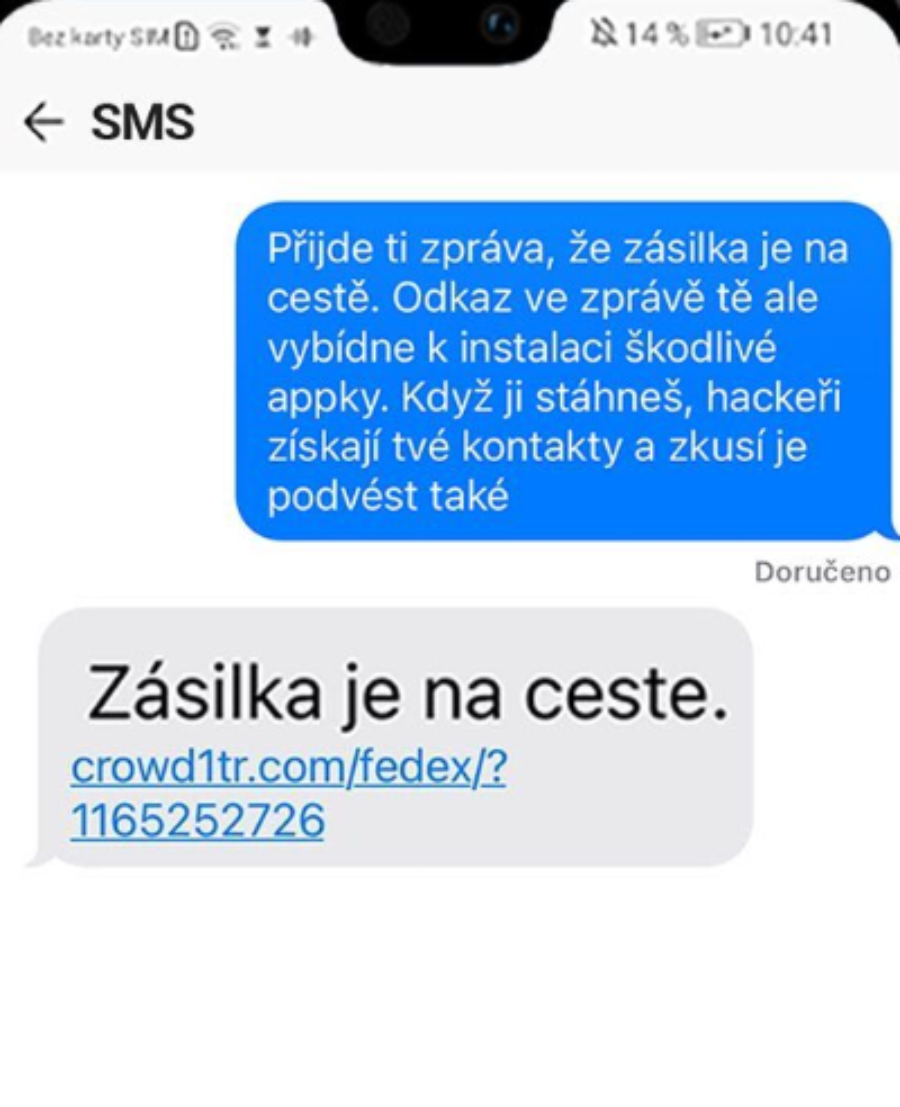 Bez karty SIM 14 % 10:41
SMS
Přijde ti zpráva, že zásilka je na
cestě. Odkaz ve zprávě tě ale
vybídne k instalaci škodlivé
appky. Když ji stáhneš, hackeři
získají tvé kontakty a zkusí je
podvést také
Doručeno
Zásilka je na ceste.
crowd1tr.com/fedex/?
1165252726